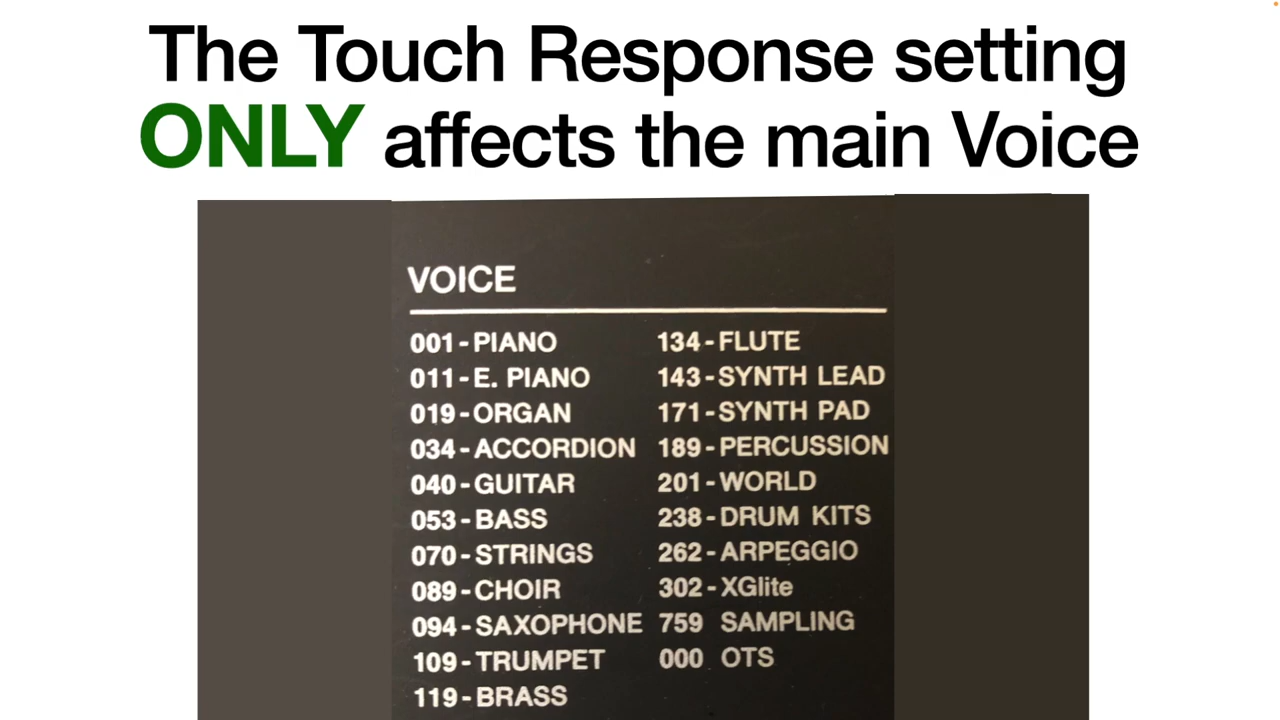 The Touch Response setting
ONLY affects the main Voice
VOICE
001-PIANO
011-E. PIANO
019-ORGAN
034-ACCORDION
040-GUITAR
053-BASS
070-STRINGS
089-CHOIR
094-SAXOPHONE
109-TRUMPET
119-BRASS
134-FLUTE
143-SYNTH LEAD
171-SYNTH PAD
189-PERCUSSION
201-WORLD
238-DRUM KITS
262-ARPEGGIO
302-XGlite
759 SAMPLING
000 OTS